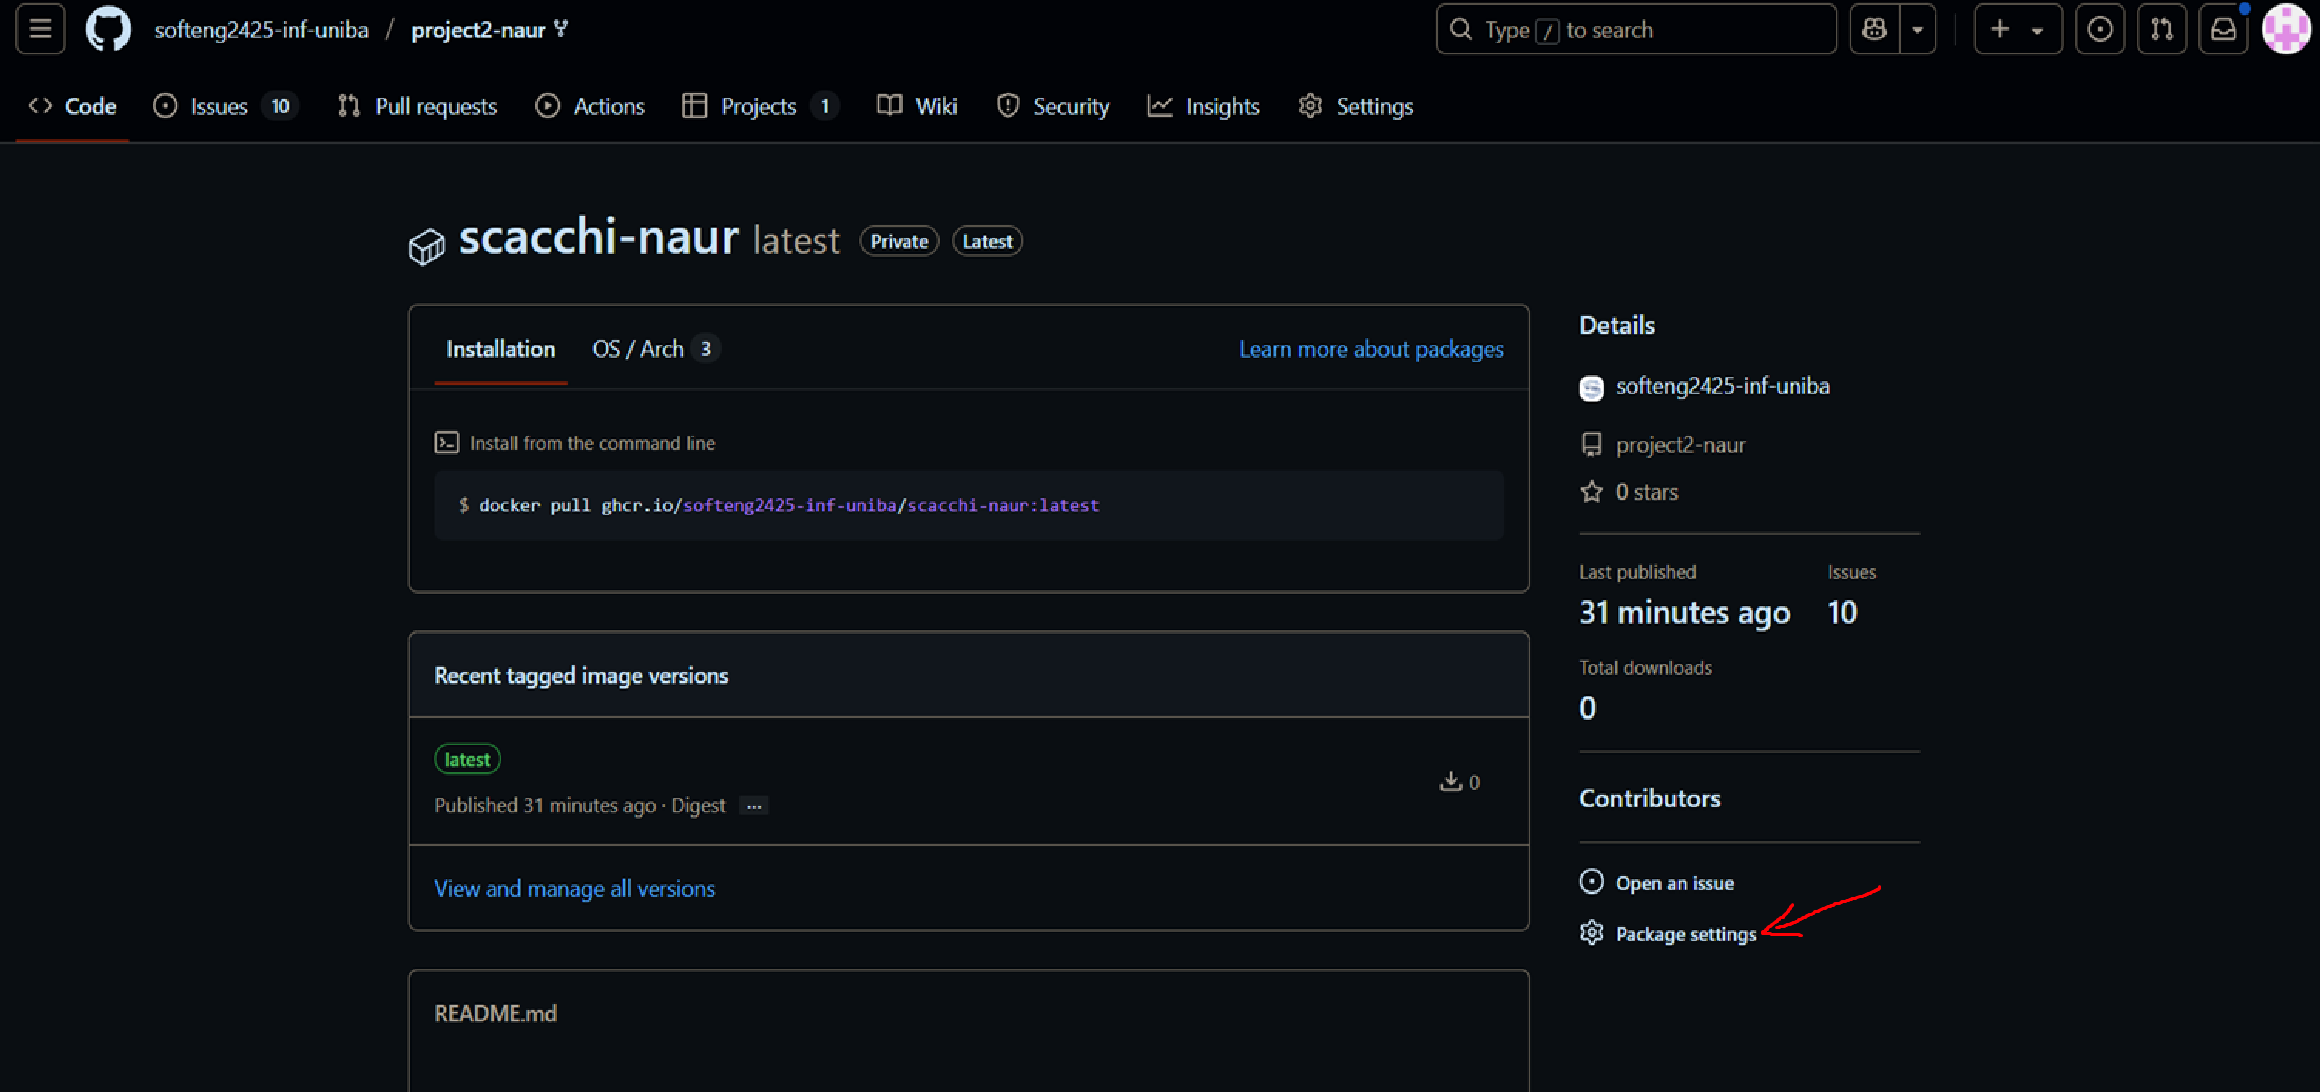 softeng2425-inf-uniba / project2-naur
Type / to search
Code Issues 10 Pull requests Actions Projects 1 Wiki Security Insights Settings
scacchi-naur latest Private Latest
Installation OS / Arch 3 Learn more about packages
Install from the command line
$ docker pull ghcr.io/softeng2425-inf-uniba/scacchi-naur:latest
Recent tagged image versions
latest
Published 31 minutes ago · Digest ...
0
View and manage all versions
README.md
Details
softeng2425-inf-uniba
project2-naur
0 stars
Last published Issues
31 minutes ago 10
Total downloads
0
Contributors
Open an issue
Package settings